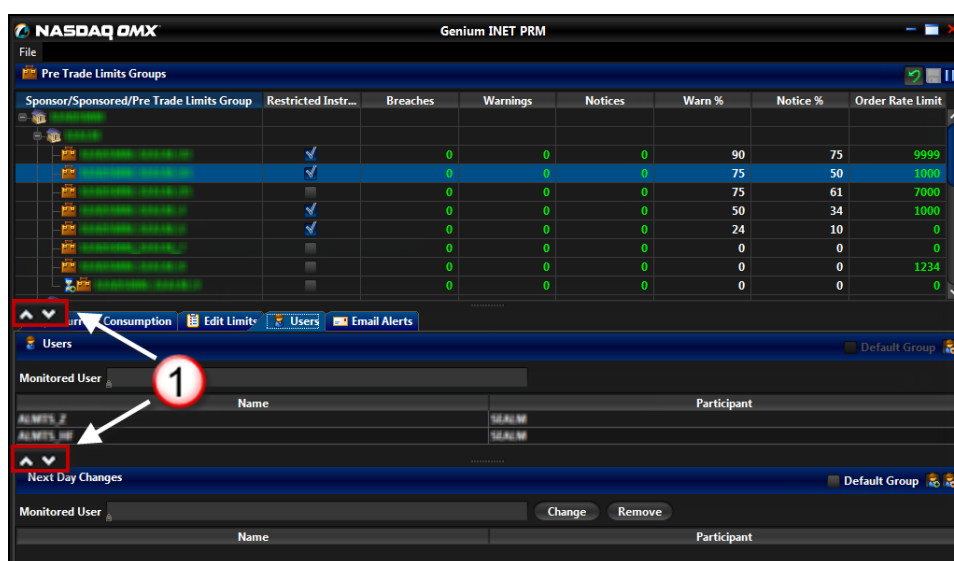 NASDAQ OMX Genium INET PRM
File
Pre Trade Limits Groups
Sponsor/Sponsored/Pre Trade Limits Group Restricted Instr... Breaches Warnings Notices Warn % Notice % Order Rate Limit
0 0 0 90 75 9999
0 0 0 75 50 1000
0 0 0 75 61 7000
0 0 0 50 34 1000
0 0 0 24 10 0
0 0 0 0 0 0
0 0 0 0 0 1234
0 0 0 0 0 0
Consumption Edit Limits Users Email Alerts
Users Default Group
Monitored User
1
Name Participant
Next Day Changes Default Group
Monitored User Change Remove
Name Participant